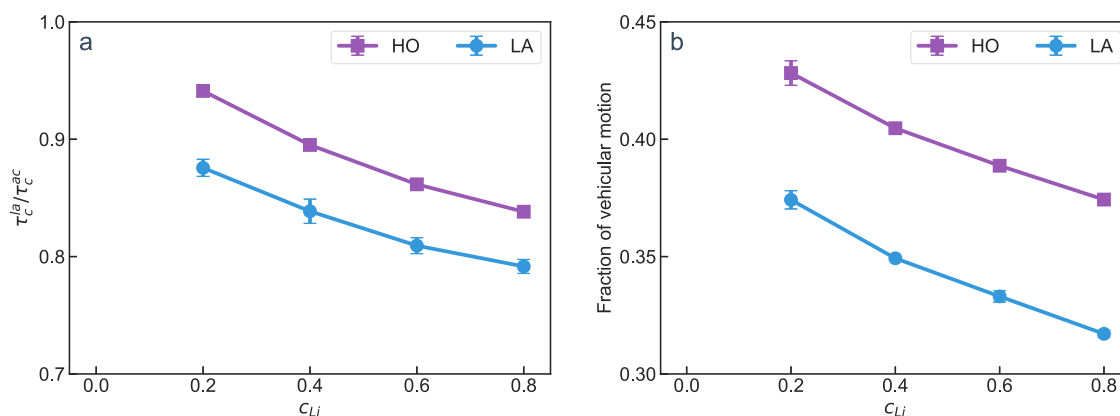 a
HO LA
1.0
0.9
0.8
0.7
τ_c^{la}/τ_c^{ac}
0.0 0.2 0.4 0.6 0.8
c_{Li}
b
HO LA
0.45
0.40
0.35
0.30
Fraction of vehicular motion
0.0 0.2 0.4 0.6 0.8
c_{Li}